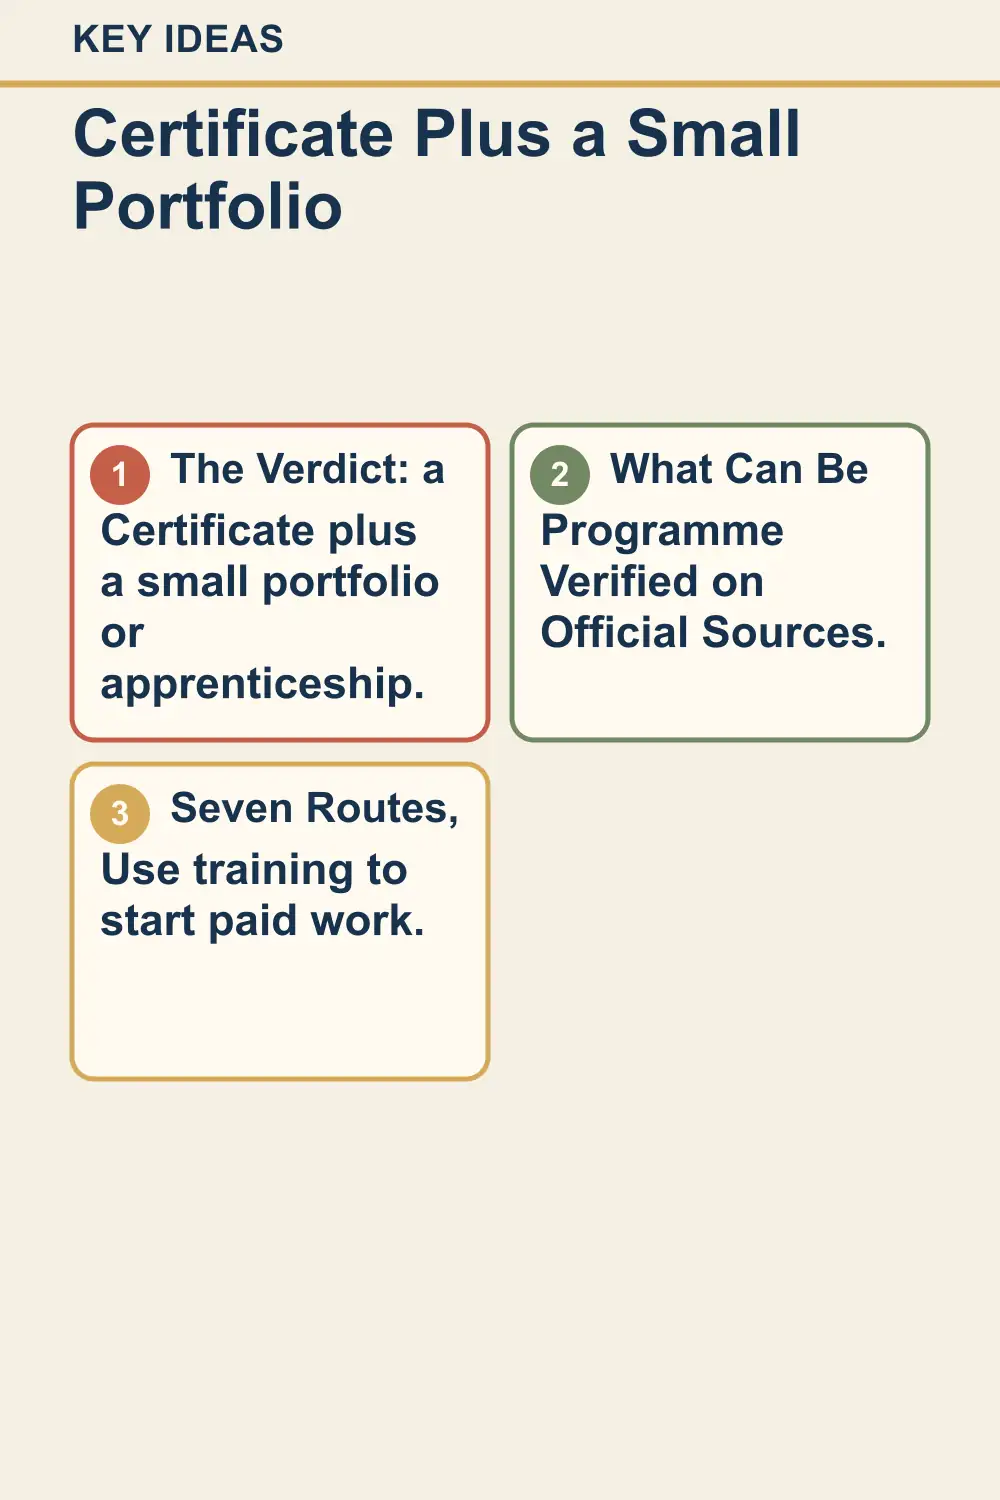 KEY IDEAS
Certificate Plus a Small
Portfolio
1 The Verdict: a
Certificate plus
a small portfolio
or
apprenticeship.
2 What Can Be
Programme
Verified on
Official Sources.
3 Seven Routes,
Use training to
start paid work.